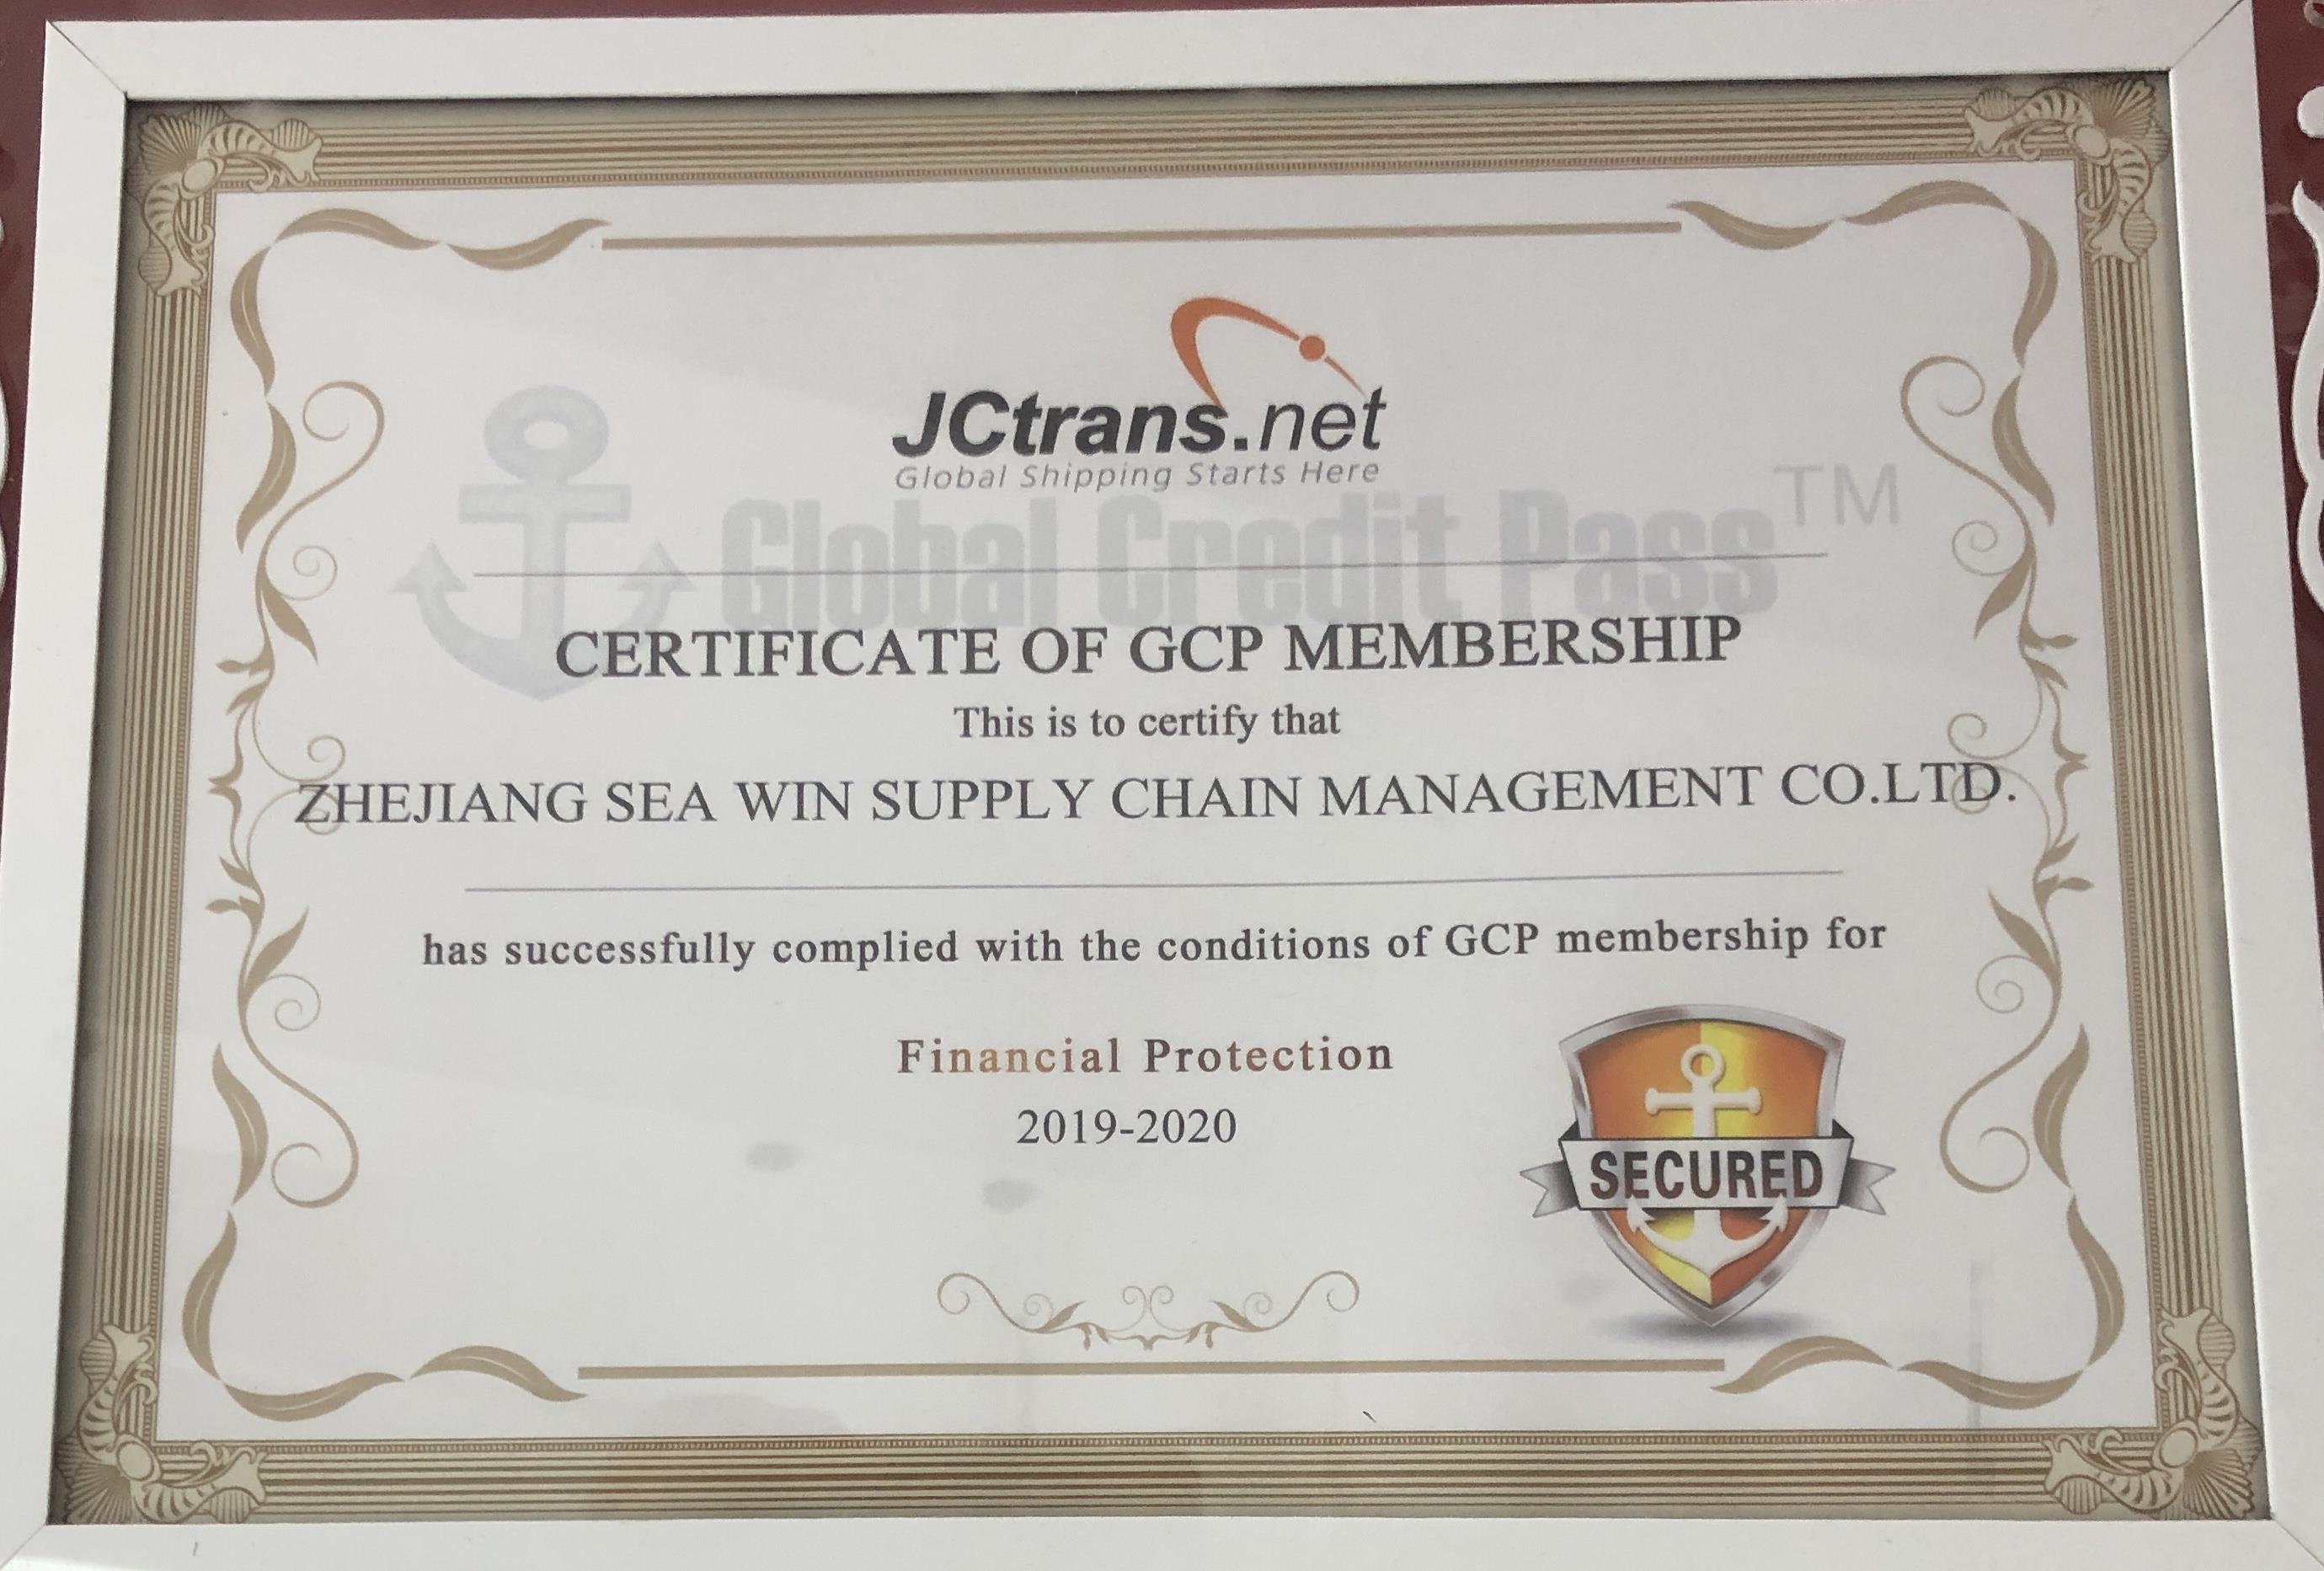 JCtrans.net
Global Shipping Starts Here
Global Credit Pass™
CERTIFICATE OF GCP MEMBERSHIP
This is to certify that
ZHEJIANG SEA WIN SUPPLY CHAIN MANAGEMENT CO.LTD.
has successfully complied with the conditions of GCP membership for
Financial Protection
2019-2020
SECURED